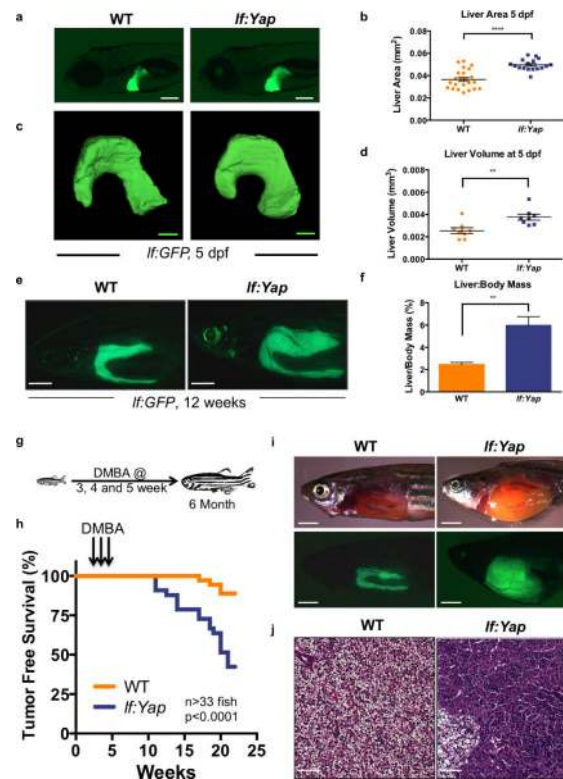 a
WT
lf:Yap
b
Liver Area 5 dpf
Liver Area (mm²)
0.08
0.06
0.04
0.02
0.00
****
WT
lf:Yap
c
lf:GFP, 5 dpf
d
Liver Volume at 5 dpf
Liver Volume (mm³)
0.008
0.006
0.004
0.002
0.000
**
WT
lf:Yap
e
WT
lf:Yap
lf:GFP, 12 weeks
f
Liver:Body Mass
Liver/Body Mass (%)
8
6
4
2
0
**
WT
lf:Yap
g
DMBA @
3, 4 and 5 week
6 Month
h
DMBA
Tumor Free Survival (%)
100
75
50
25
0
WT
lf:Yap
n>33 fish
p<0.0001
0 5 10 15 20 25
Weeks
i
WT
lf:Yap
j
WT
lf:Yap